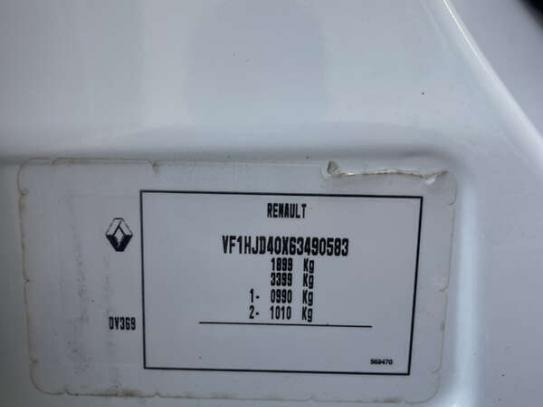 RENAULT
VF1HJD40X63490583
1899 Kg
3399 Kg
1- 0990 Kg
2- 1010 Kg
DV369
569470